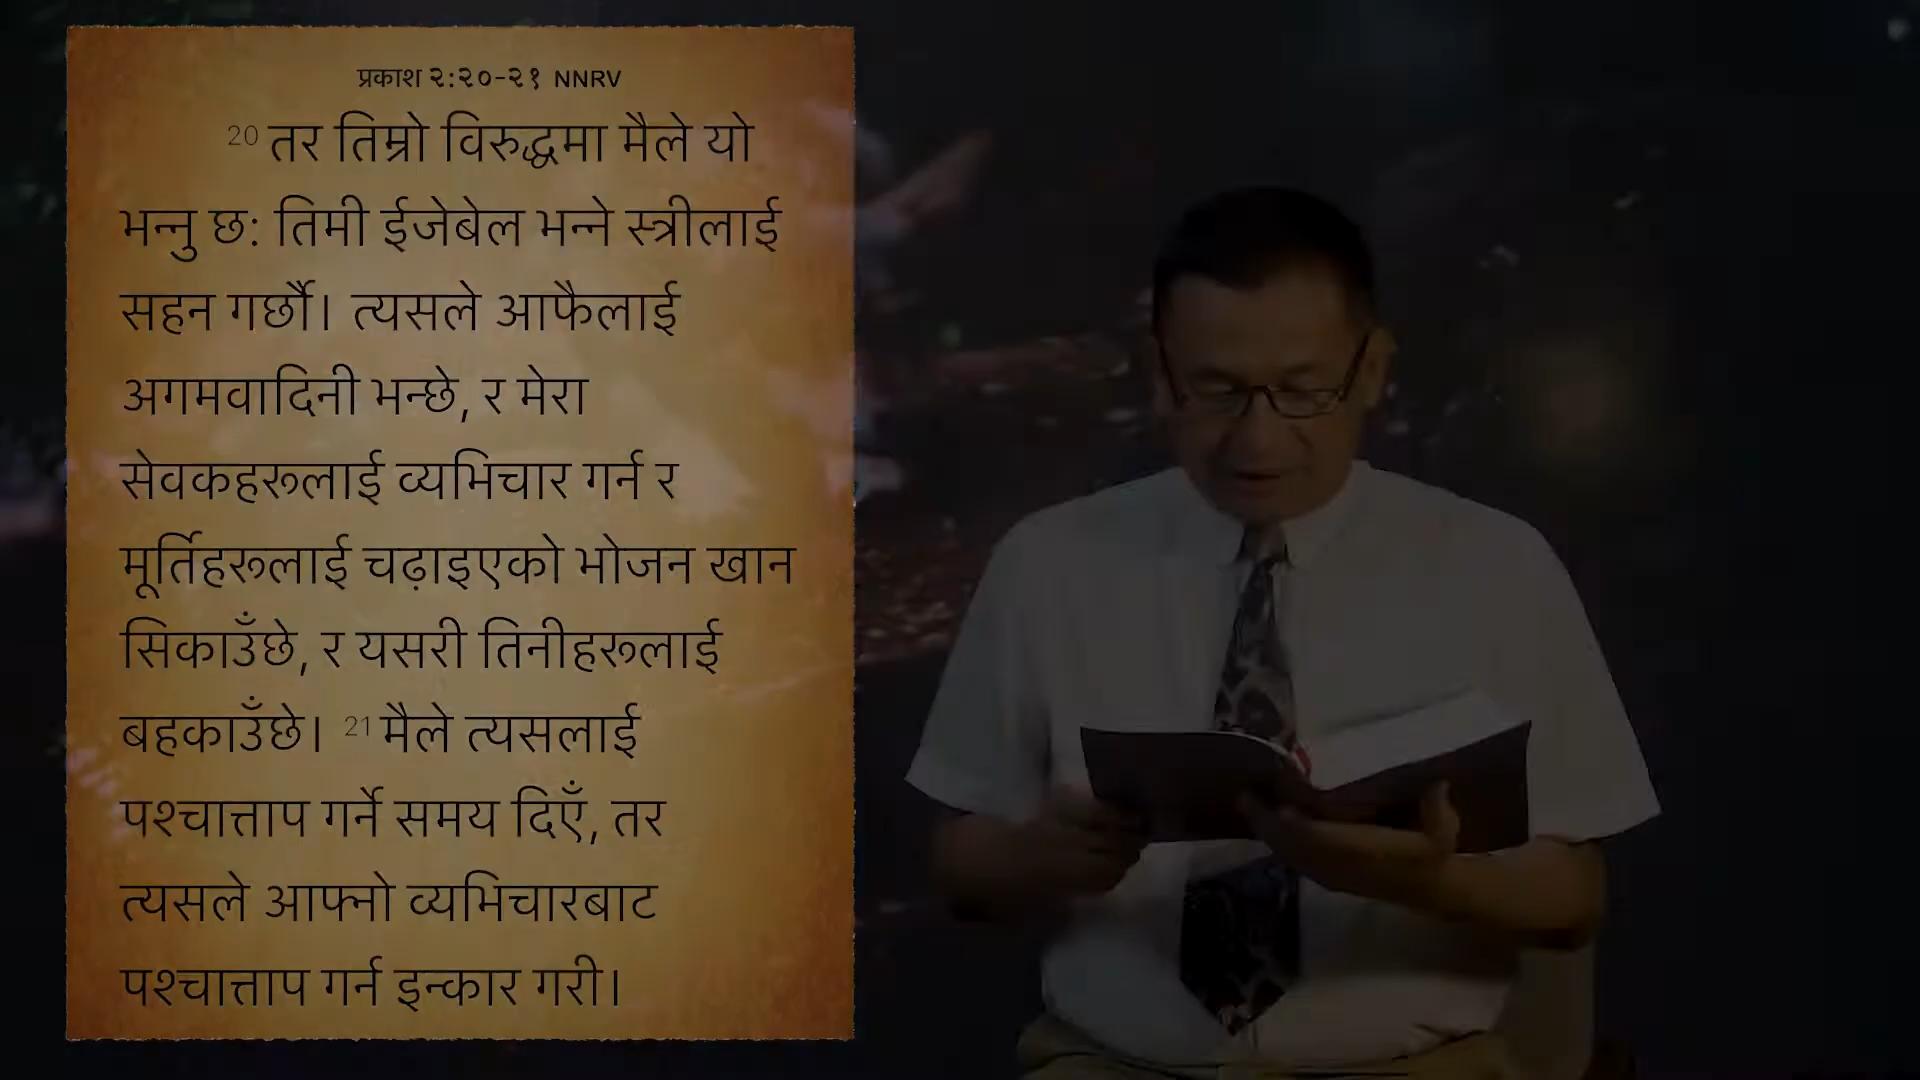 प्रकाश २:२०-२१ NNRV
20 तर तिम्रो विरुद्धमा मैले यो
भन्नु छ: तिमी ईजेबेल भन्ने स्त्रीलाई
सहन गर्छौ। त्यसले आफैलाई
अगमवादिनी भन्छे, र मेरा
सेवकहरूलाई व्यभिचार गर्न र
मूर्तिहरूलाई चढ़ाइएको भोजन खान
सिकाउँछे, र यसरी तिनीहरूलाई
बहकाउँछे। 21 मैले त्यसलाई
पश्चात्ताप गर्ने समय दिएँ, तर
त्यसले आफ्नो व्यभिचारबाट
पश्चात्ताप गर्न इन्कार गरी।